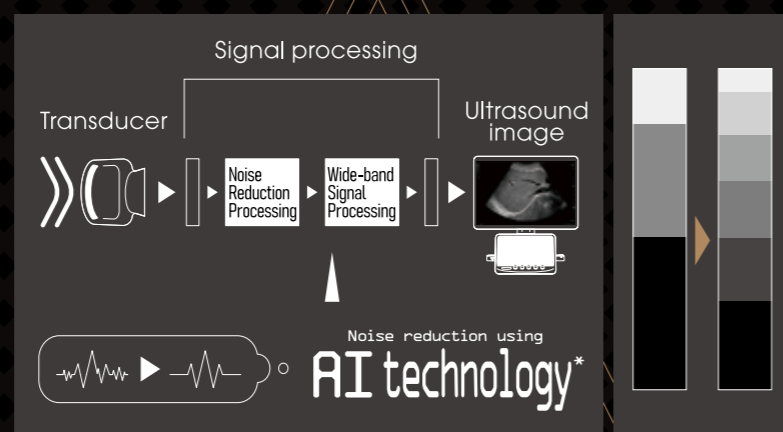 Signal processing
Transducer
Ultrasound
image
Noise
Reduction
Processing
Wide-band
Signal
Processing
Noise reduction using
AI technology*